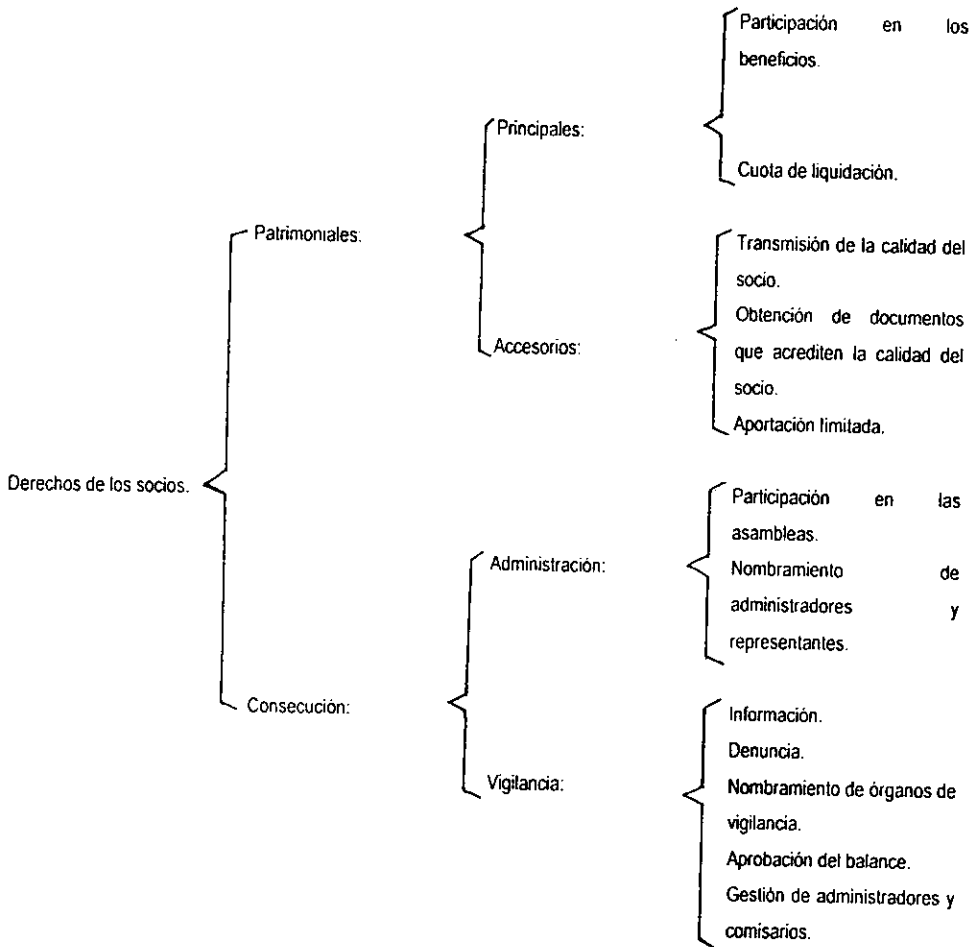 Derechos de los socios.
Patrimoniales:
Principales:
Participación en los
beneficios.
Cuota de liquidación.
Accesorios:
Transmisión de la calidad del
socio.
Obtención de documentos
que acrediten la calidad del
socio.
Aportación limitada.
Consecución:
Administración:
Participación en las
asambleas.
Nombramiento de
administradores y
representantes.
Vigilancia:
Información.
Denuncia.
Nombramiento de órganos de
vigilancia.
Aprobación del balance.
Gestión de administradores y
comisarios.